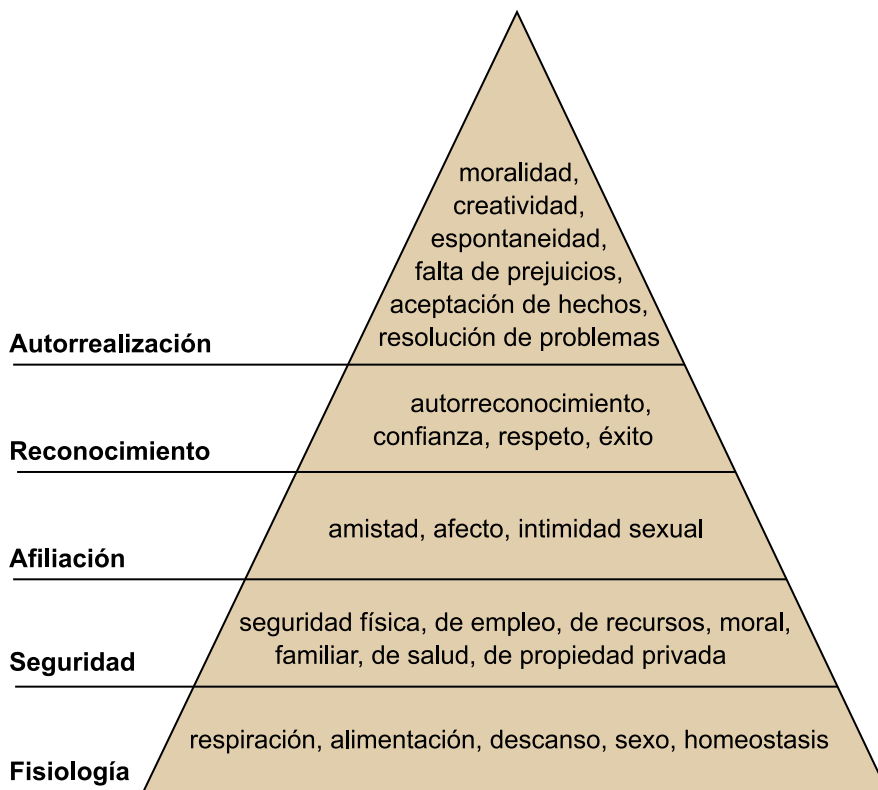 moralidad,
creatividad,
espontaneidad,
falta de prejuicios,
aceptación de hechos,
resolución de problemas
Autorrealización
autorreconocimiento,
confianza, respeto, éxito
Reconocimiento
amistad, afecto, intimidad sexual
Afiliación
seguridad física, de empleo, de recursos, moral,
familiar, de salud, de propiedad privada
Seguridad
respiración, alimentación, descanso, sexo, homeostasis
Fisiología